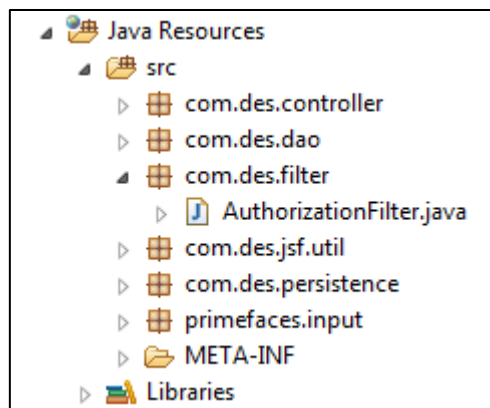 Java Resources
src
com.des.controller
com.des.dao
com.des.filter
J AuthorizationFilter.java
com.des.jsf.util
com.des.persistence
primefaces.input
META-INF
Libraries